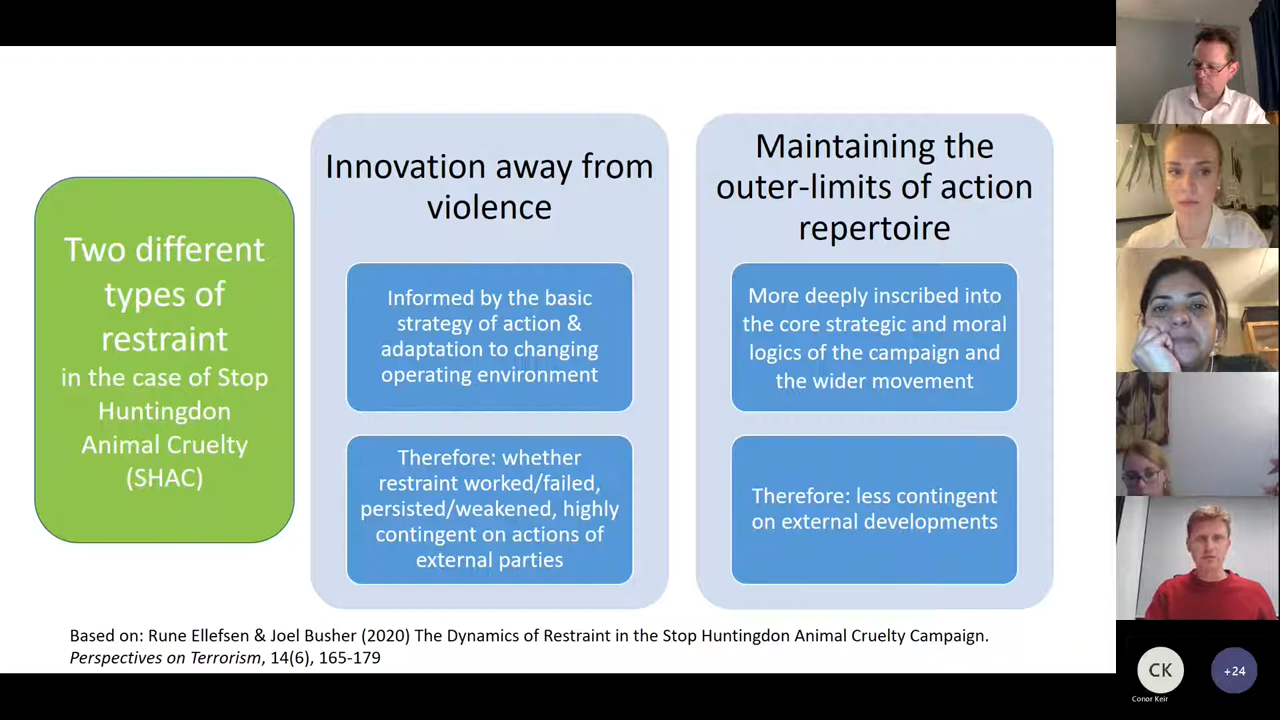 Two different
types of
restraint
in the case of Stop
Huntingdon
Animal Cruelty
(SHAC)
Innovation away from
violence
Informed by the basic
strategy of action &
adaptation to changing
operating environment
Therefore: whether
restraint worked/failed,
persisted/weakened, highly
contingent on actions of
external parties
Maintaining the
outer-limits of action
repertoire
More deeply inscribed into
the core strategic and moral
logics of the campaign and
the wider movement
Therefore: less contingent
on external developments
Based on: Rune Ellefsen & Joel Busher (2020) The Dynamics of Restraint in the Stop Huntingdon Animal Cruelty Campaign.
Perspectives on Terrorism, 14(6), 165-179
CK
Conor Keir
+24